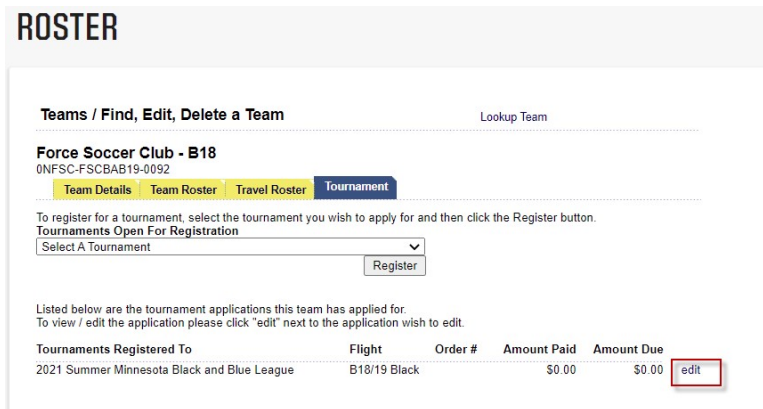 ROSTER
Teams / Find, Edit, Delete a Team Lookup Team
Force Soccer Club - B18
0NFSC-FSCBAB19-0092
Team Details Team Roster Travel Roster Tournament
To register for a tournament, select the tournament you wish to apply for and then click the Register button.
Tournaments Open For Registration
Select A Tournament
Register
Listed below are the tournament applications this team has applied for.
To view / edit the application please click "edit" next to the application wish to edit.
Tournaments Registered To Flight Order # Amount Paid Amount Due
2021 Summer Minnesota Black and Blue League B18/19 Black $0.00 $0.00 edit